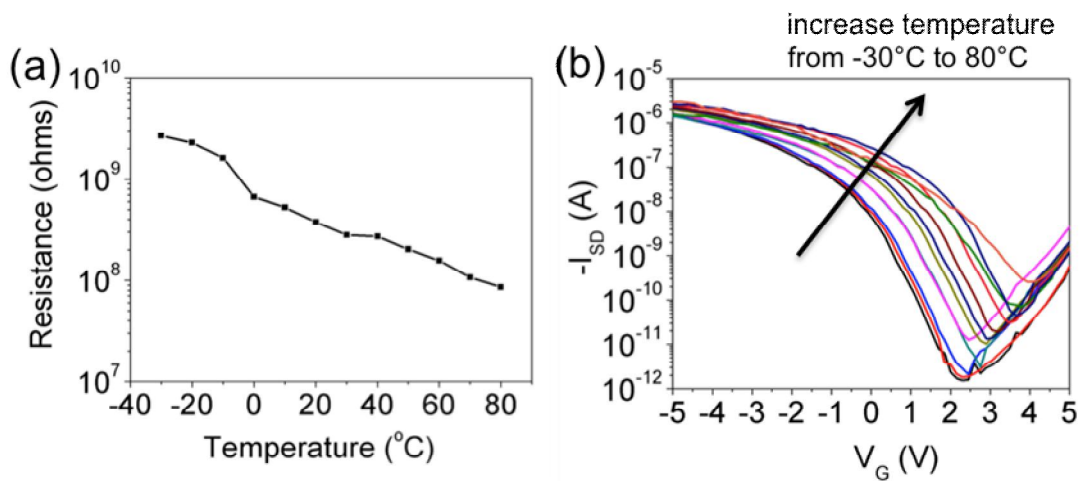 increase temperature
from -30°C to 80°C
(a)
10^10
10^9
10^8
10^7
Resistance (ohms)
-40 -20 0 20 40 60 80
Temperature (°C)
(b)
10^-5
10^-6
10^-7
10^-8
10^-9
10^-10
10^-11
10^-12
-I_SD (A)
-5 -4 -3 -2 -1 0 1 2 3 4 5
V_G (V)